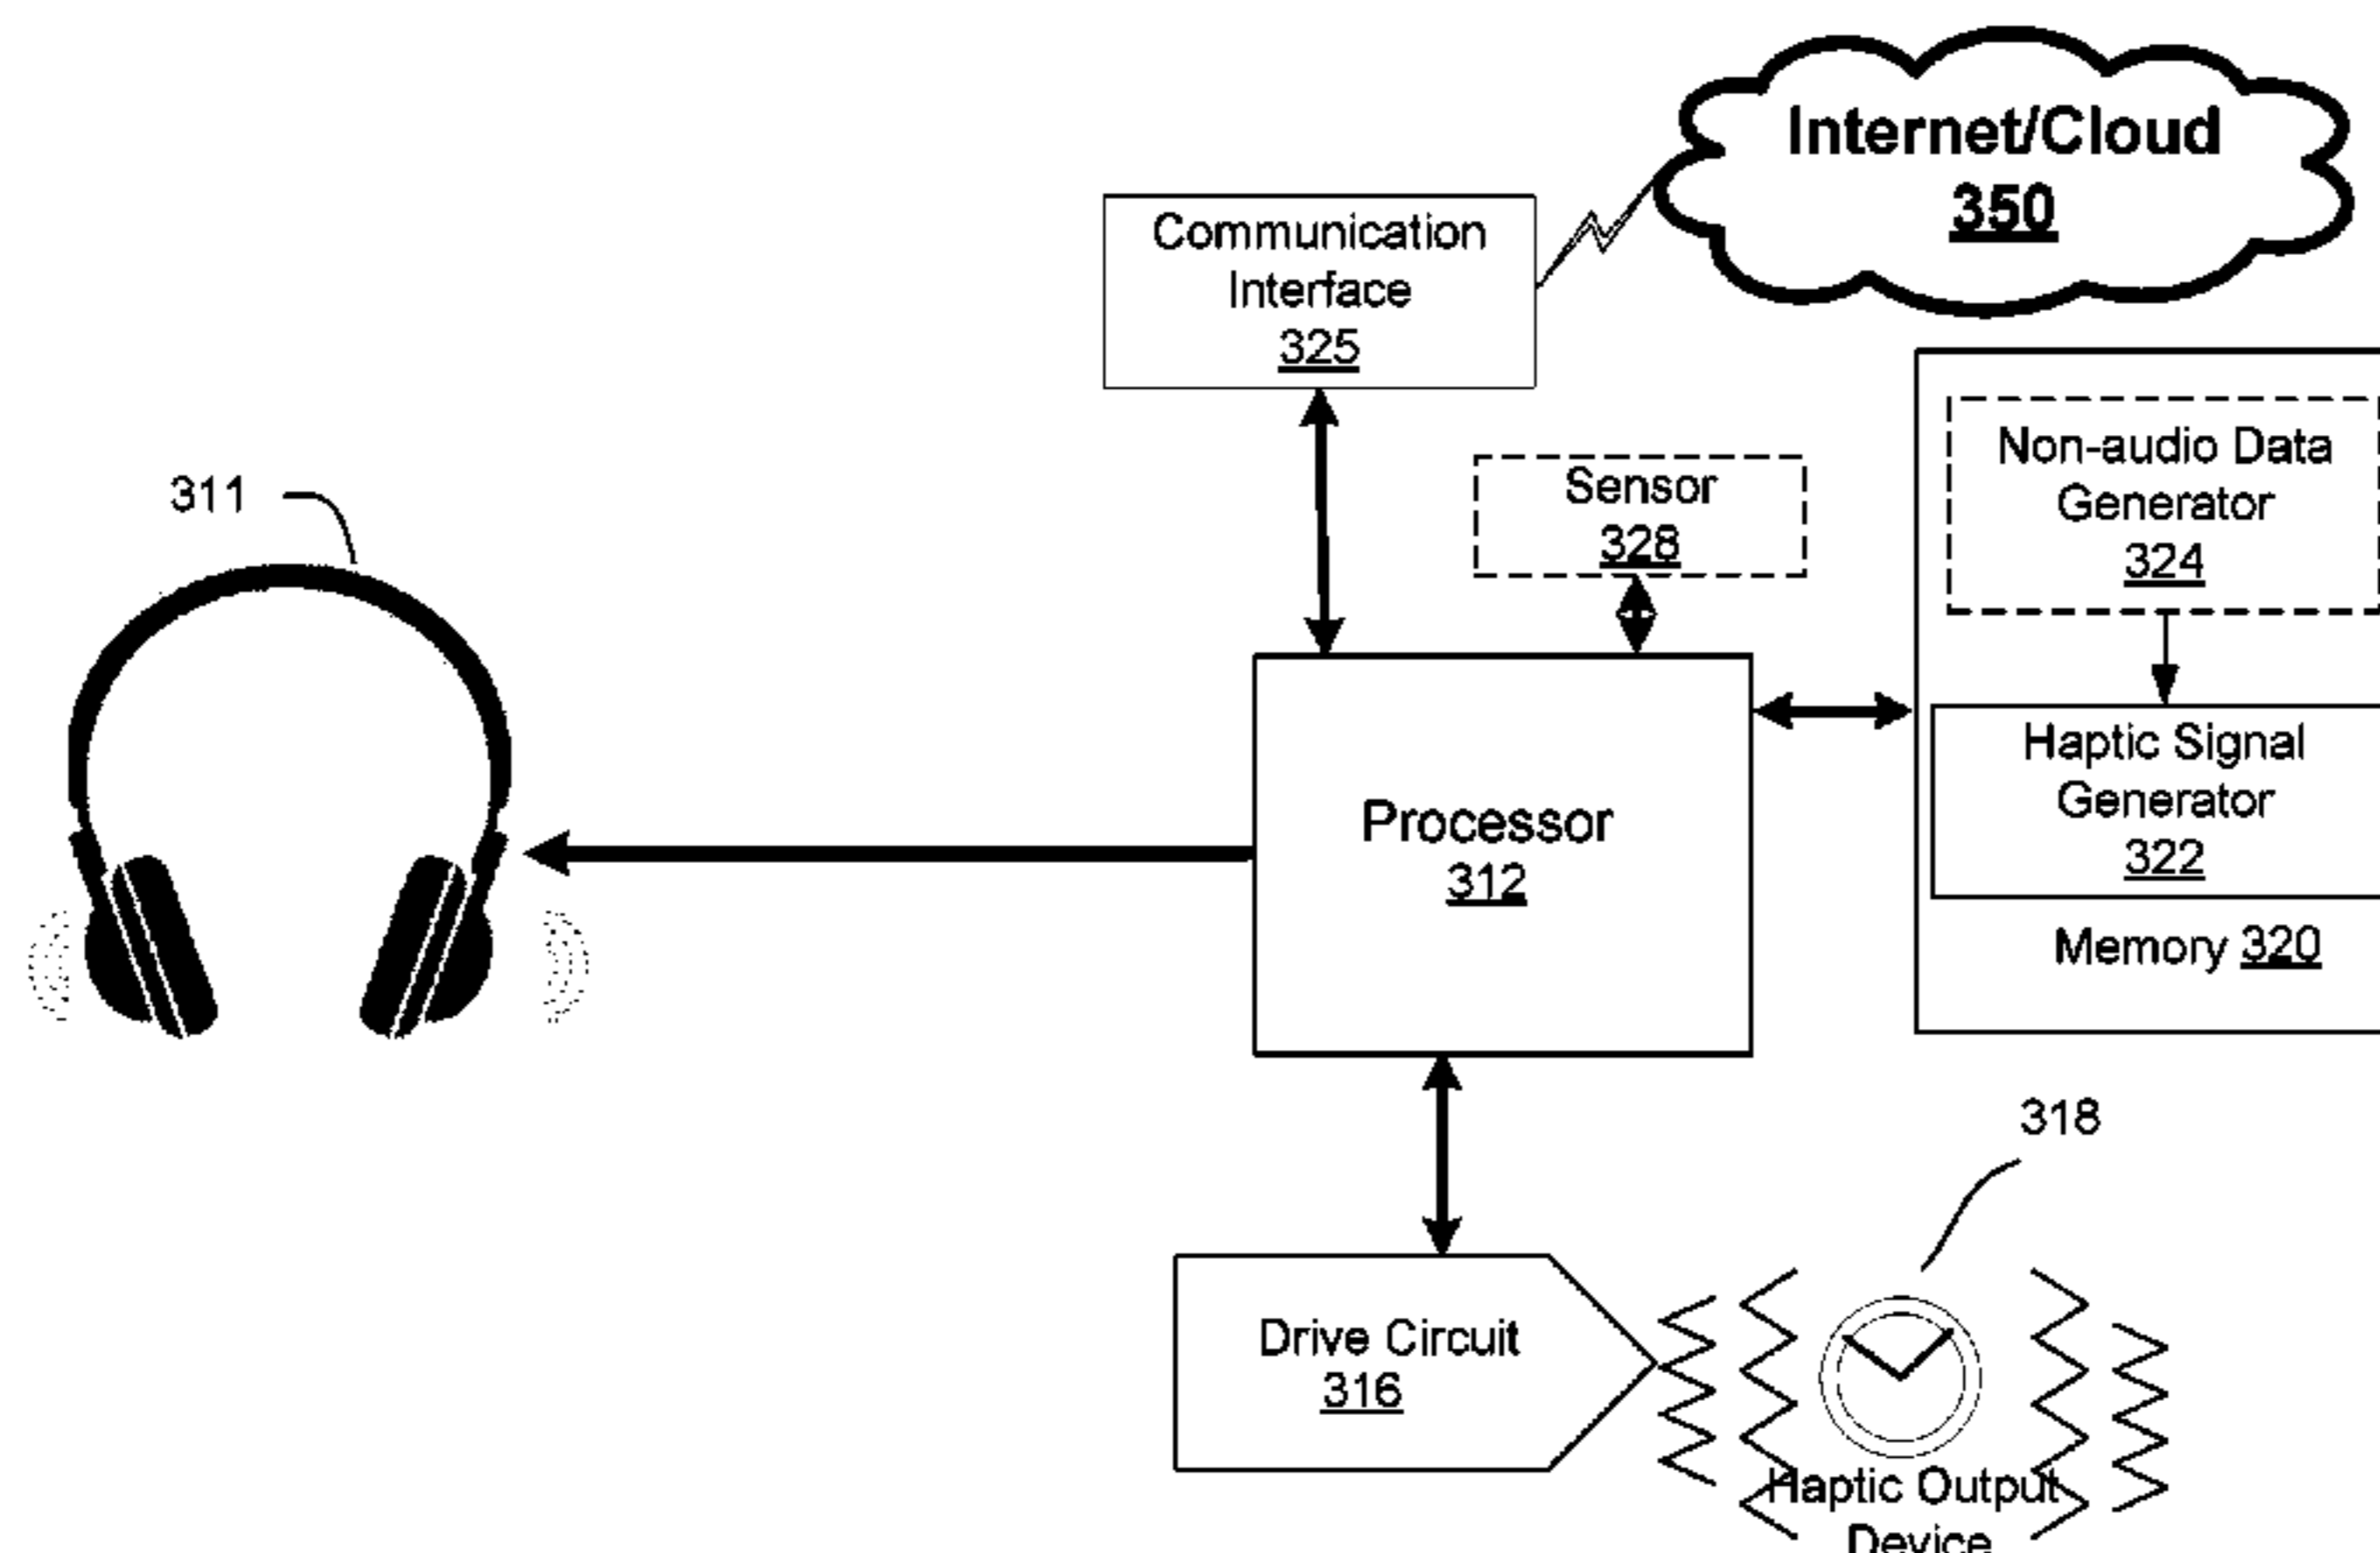 Internet/Cloud
350
Communication
Interface
325
Non-audio Data
Generator
324
Sensor
328
311
Haptic Signal
Generator
322
Processor
312
Memory 320
318
Drive Circuit
316
Haptic Output
Device